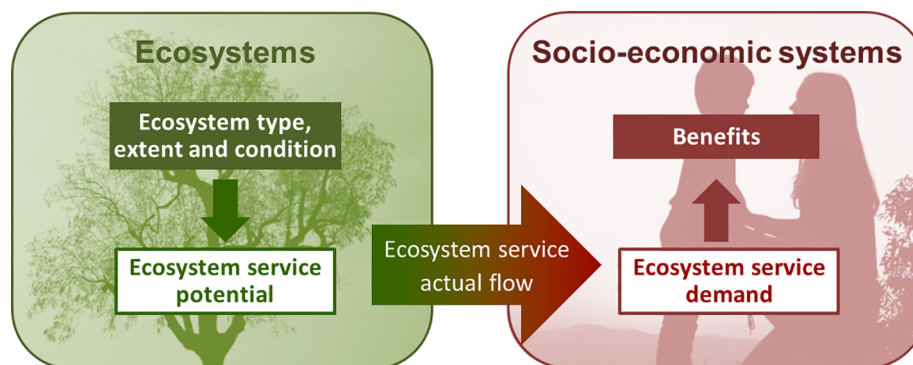 Ecosystems
Ecosystem type,
extent and condition
Ecosystem service
potential
Ecosystem service
actual flow
Socio-economic systems
Benefits
Ecosystem service
demand